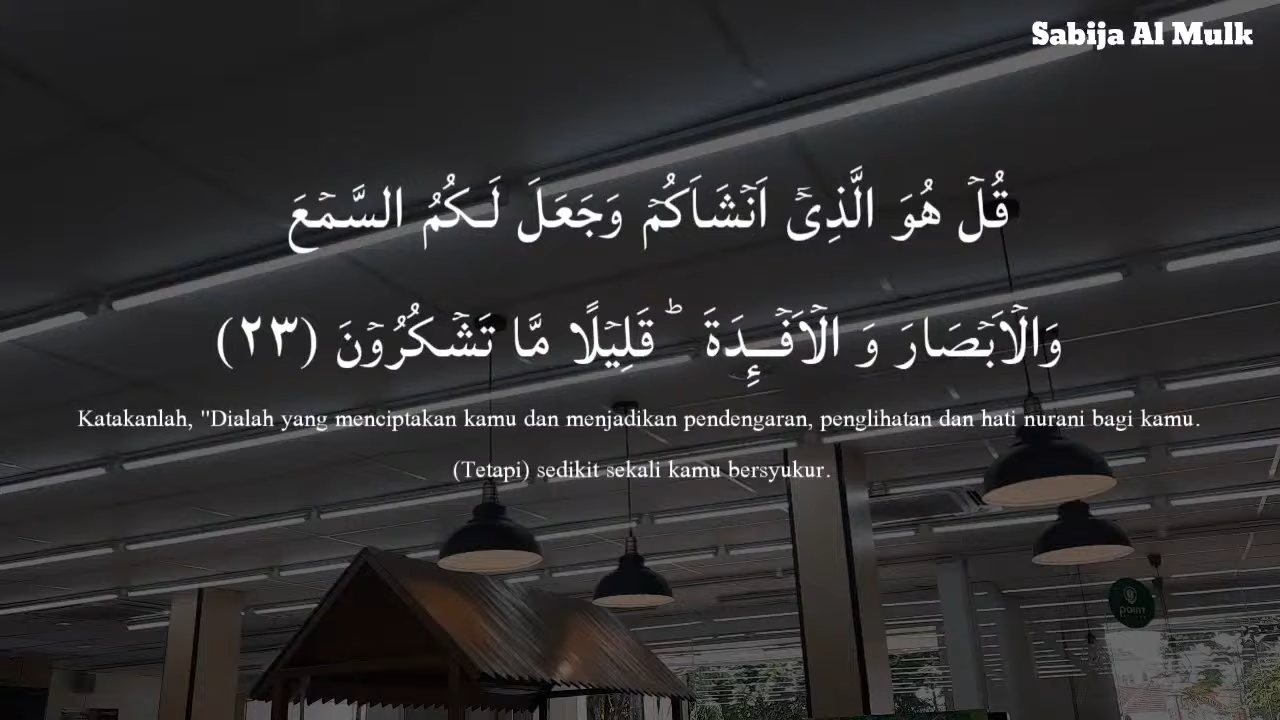 Sabija Al Mulk
قُلۡ هُوَ الَّذِىۡۤ اَنۡشَاَكُمۡ وَجَعَلَ لَـكُمُ السَّمۡعَ
وَالۡاَبۡصَارَ وَ الۡاَفۡـِٕدَةَ ​ ؕ قَلِيۡلًا مَّا تَشۡكُرُوۡنَ (٢٣)
Katakanlah, "Dialah yang menciptakan kamu dan menjadikan pendengaran, penglihatan dan hati nurani bagi kamu.
(Tetapi) sedikit sekali kamu bersyukur.
point